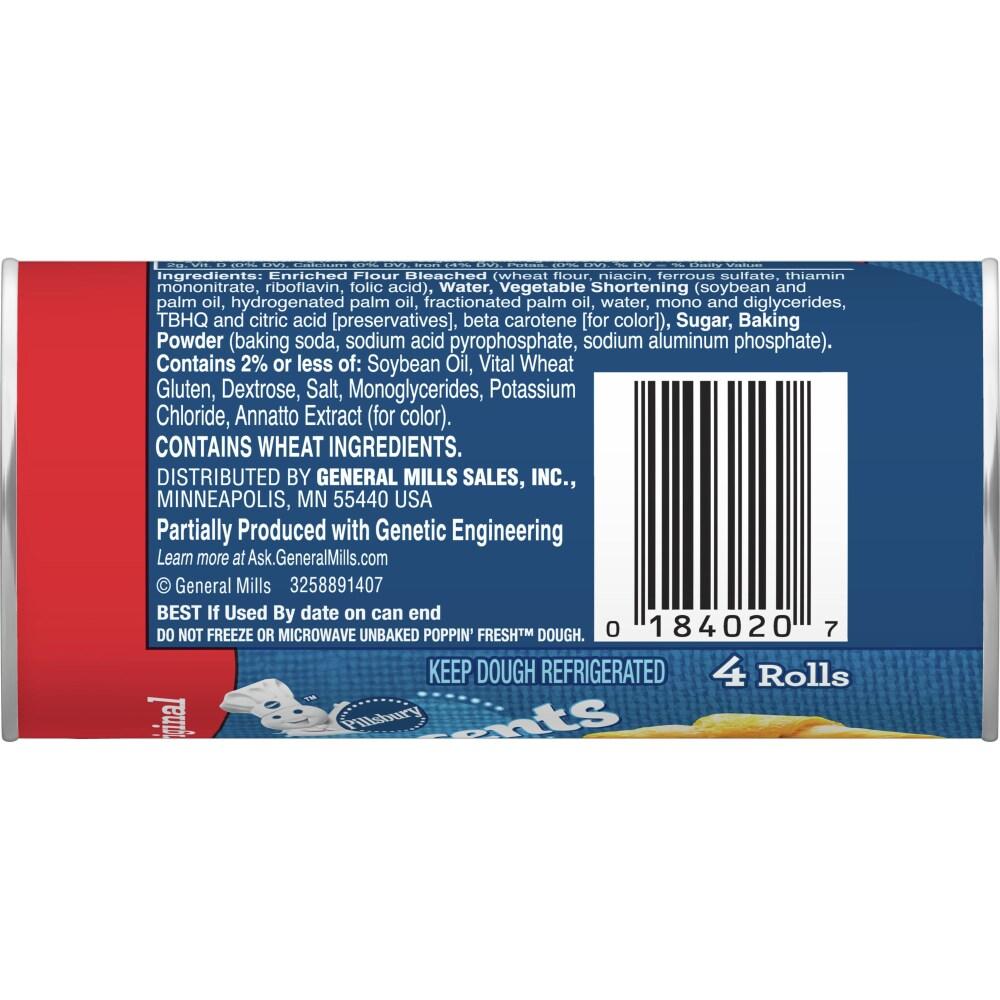 2g, Vit. D (0% DV), Calcium (0% DV), Iron (4% DV), Potas. (0% DV). % DV = % Daily Value
Ingredients: Enriched Flour Bleached (wheat flour, niacin, ferrous sulfate, thiamin
mononitrate, riboflavin, folic acid), Water, Vegetable Shortening (soybean and
palm oil, hydrogenated palm oil, fractionated palm oil, water, mono and diglycerides,
TBHQ and citric acid [preservatives], beta carotene [for color]), Sugar, Baking
Powder (baking soda, sodium acid pyrophosphate, sodium aluminum phosphate).
Contains 2% or less of: Soybean Oil, Vital Wheat
Gluten, Dextrose, Salt, Monoglycerides, Potassium
Chloride, Annatto Extract (for color).
CONTAINS WHEAT INGREDIENTS.
DISTRIBUTED BY GENERAL MILLS SALES, INC.,
MINNEAPOLIS, MN 55440 USA
Partially Produced with Genetic Engineering
Learn more at Ask.GeneralMills.com
© General Mills 3258891407
BEST If Used By date on can end
DO NOT FREEZE OR MICROWAVE UNBAKED POPPIN' FRESH™ DOUGH.
0 184020 7
KEEP DOUGH REFRIGERATED
4 Rolls
Pillsbury
™